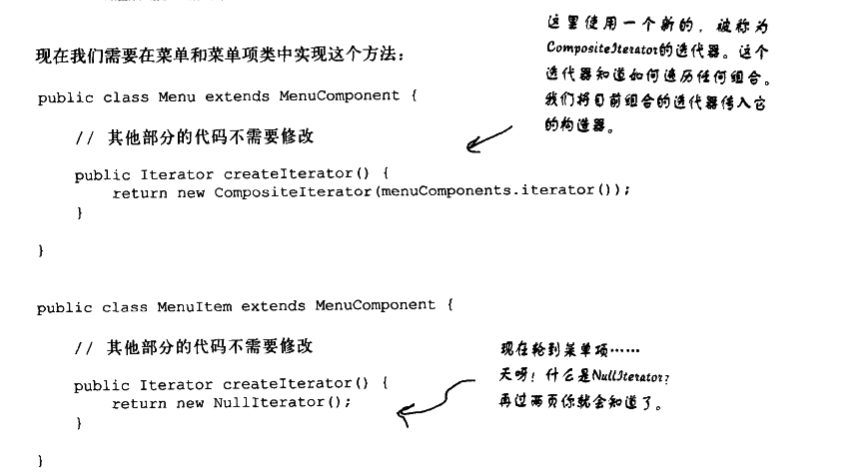 这里使用一个新的，被称为
CompositeIterator的迭代器。这个
迭代器知道如何遍历任何组合。
我们将目前组合的迭代器传入它
的构造器。
现在我们需要在菜单和菜单项类中实现这个方法：
public class Menu extends MenuComponent {
// 其他部分的代码不需要修改
public Iterator createIterator() {
return new CompositeIterator(menuComponents.iterator());
}
}
public class MenuItem extends MenuComponent {
// 其他部分的代码不需要修改
public Iterator createIterator() {
return new NullIterator();
}
}
现在轮到菜单项……
天呀！什么是NullIterator？
再过两页你就会知道了。